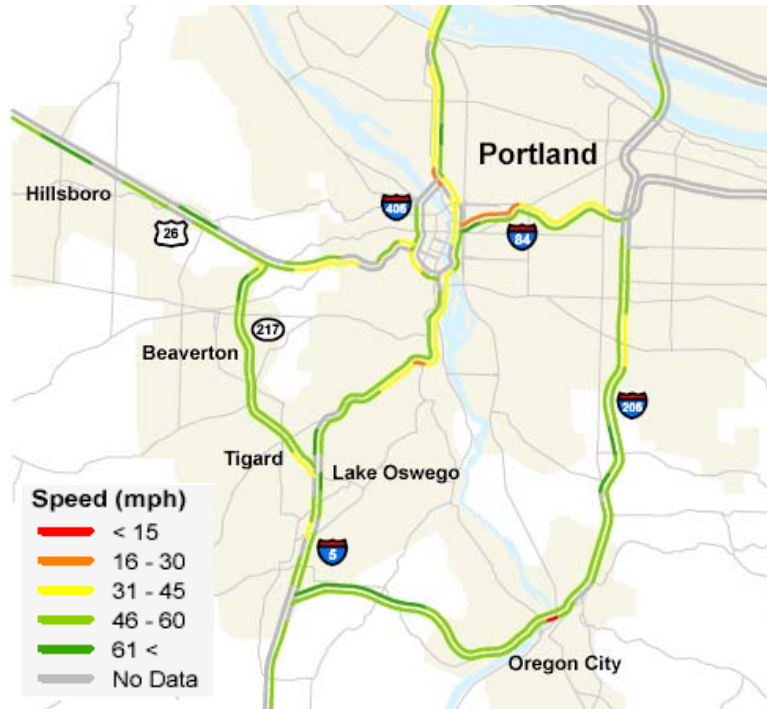 Portland
Hillsboro
405
26
84
217
Beaverton
205
Tigard
Lake Oswego
Speed (mph)
< 15
16 - 30
31 - 45
46 - 60
61 <
No Data
5
Oregon City